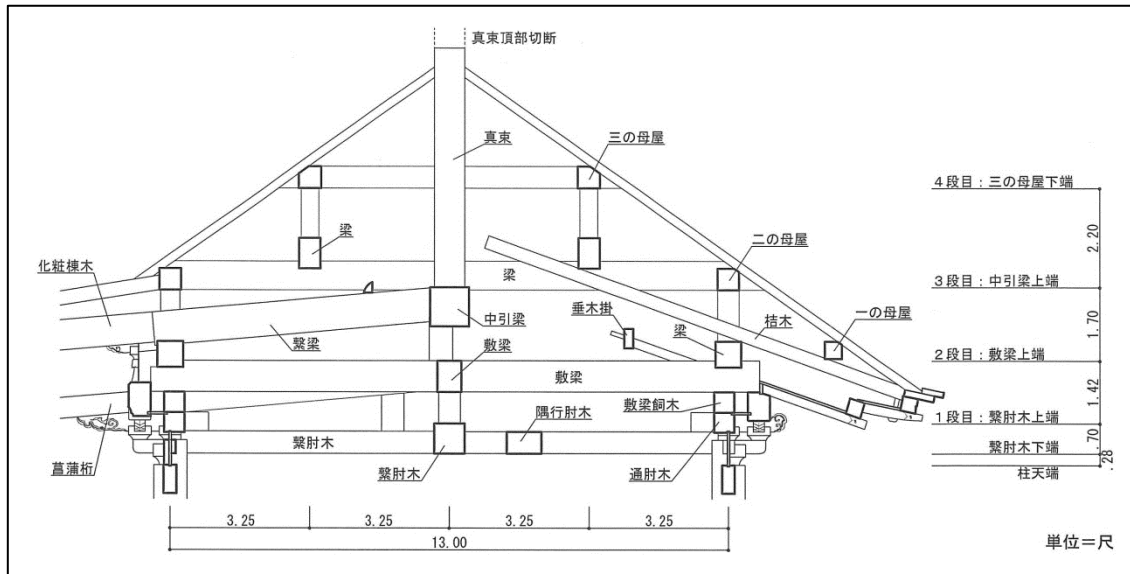 真束頂部切断
真束
三の母屋
4段目：三の母屋下端
2.20
梁
二の母屋
化粧棟木
梁
3段目：中引梁上端
中引梁
垂木掛
桔木
一の母屋
1.70
繋梁
敷梁
梁
2段目：敷梁上端
敷梁
1.42
敷梁飼木
隅行肘木
1段目：繋肘木上端
繋肘木
.70
繋肘木下端
菖蒲桁
繋肘木
通肘木
.28
柱天端
3.25
3.25
3.25
3.25
13.00
単位＝尺